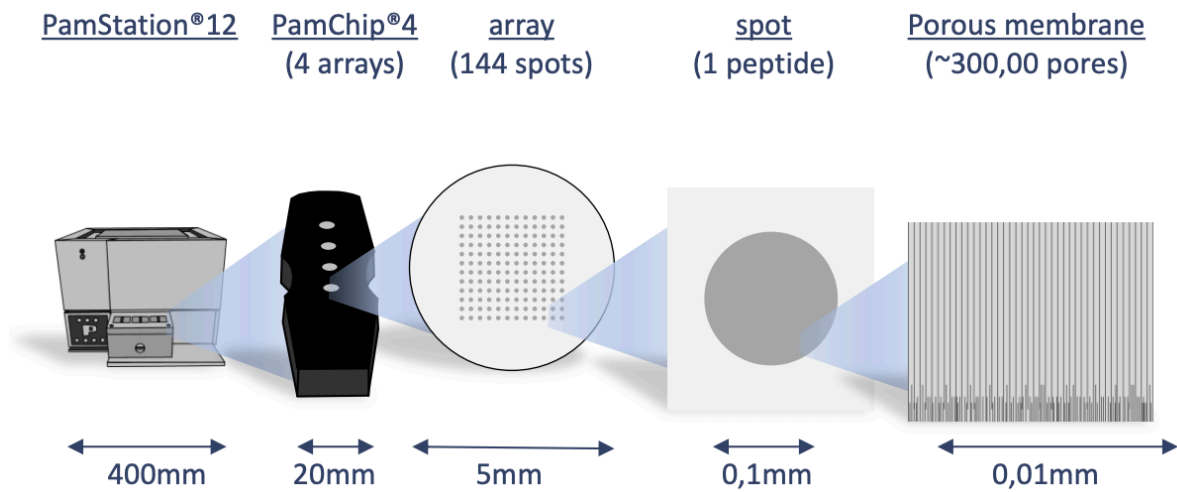 PamStation®12
PamChip®4
(4 arrays)
array
(144 spots)
spot
(1 peptide)
Porous membrane
(~300,00 pores)
P
400mm
20mm
5mm
0,1mm
0,01mm